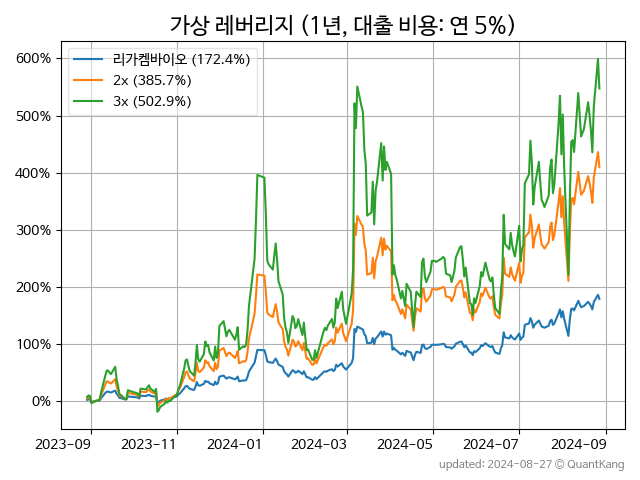 가상 레버리지 (1년, 대출 비용: 연 5%)
리가켐바이오 (172.4%)
2x (385.7%)
3x (502.9%)
600%
500%
400%
300%
200%
100%
0%
2023-09 2023-11 2024-01 2024-03 2024-05 2024-07 2024-09
updated: 2024-08-27 © QuantKang